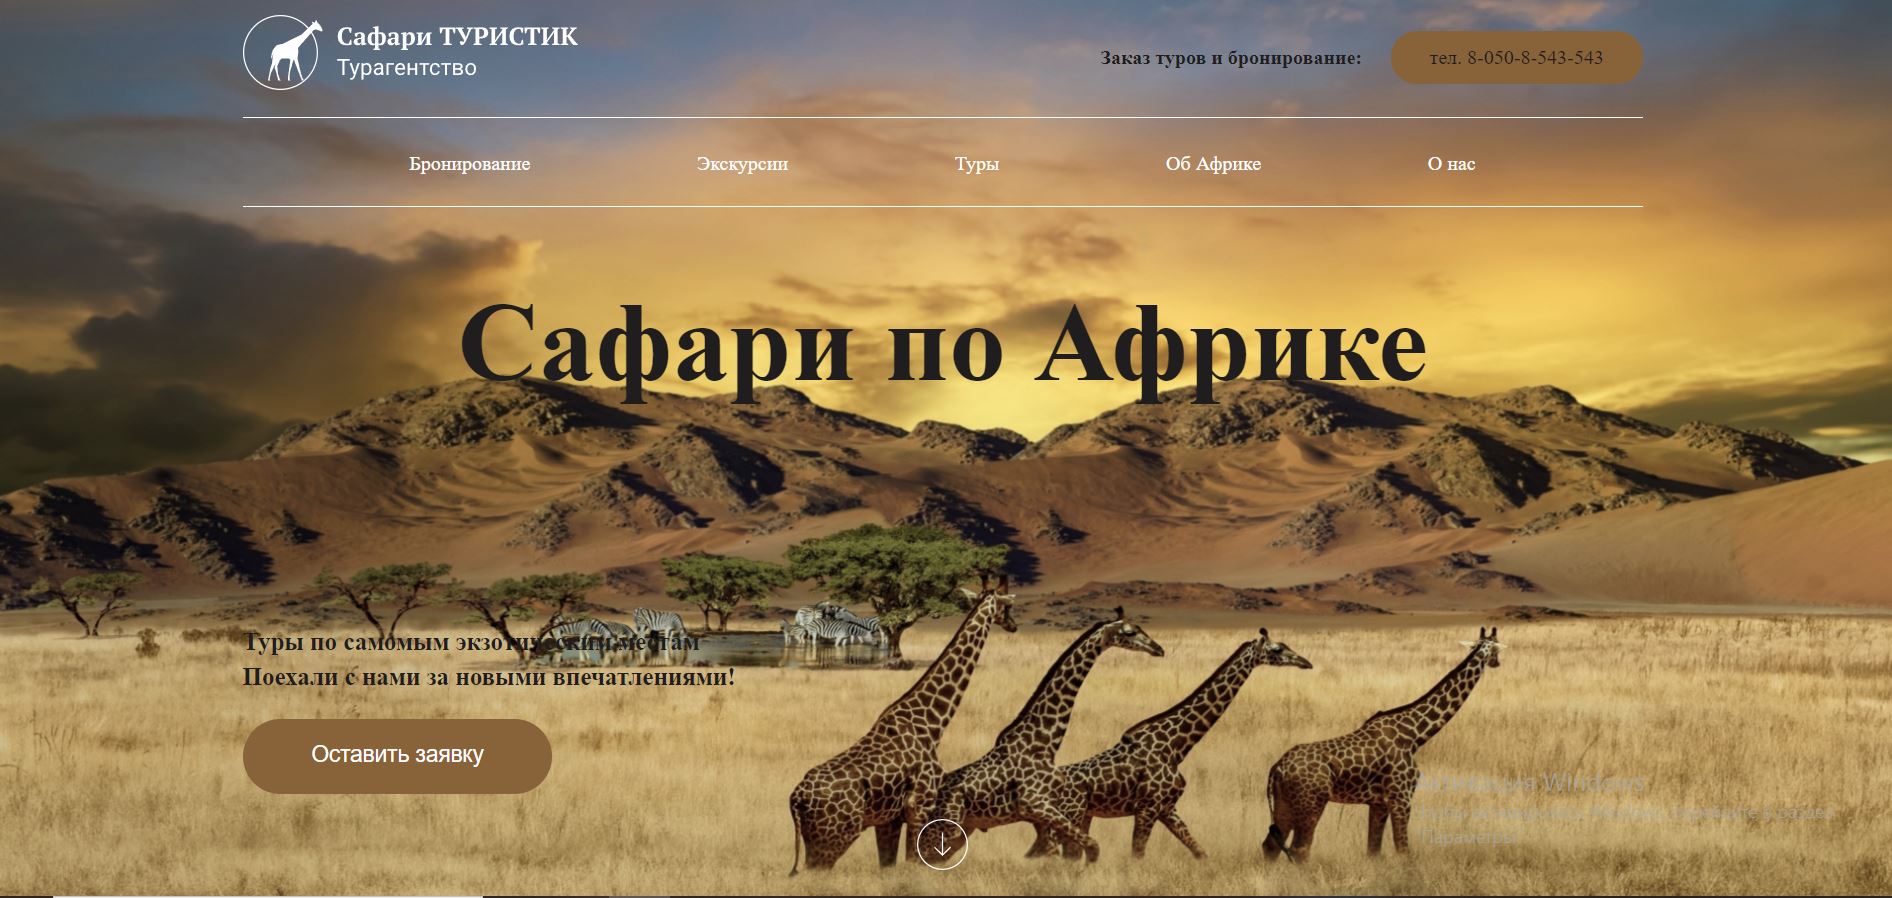 Сафари ТУРИСТИК
Турагентство
Заказ туров и бронирование:
тел. 8-050-8-543-543
Бронирование
Экскурсии
Туры
Об Африке
О нас
Сафари по Африке
Туры по самомым экзотическим местам
Поехали с нами за новыми впечатлениями!
Оставить заявку
Активация Windows
Чтобы активировать Windows, перейдите в раздел
"Параметры".